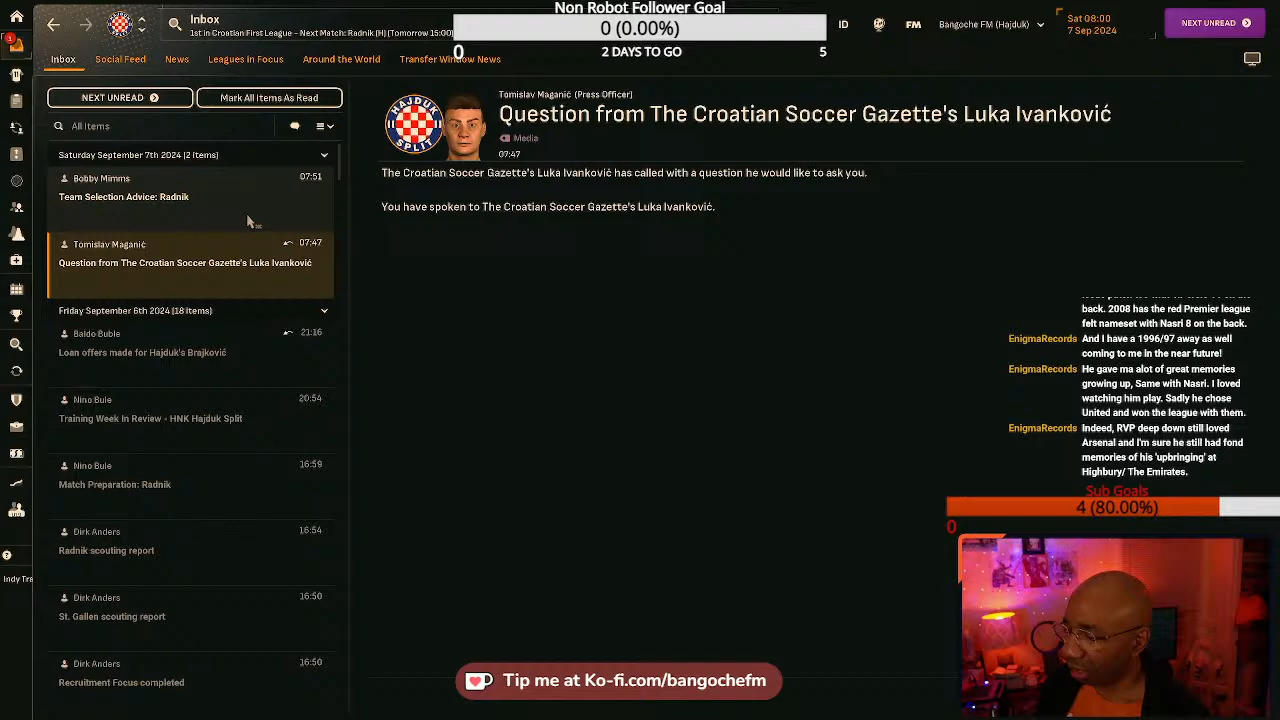 Non Robot Follower Goal
0 (0.00%)
0
2 DAYS TO GO
5
Inbox
1st in Croatian First League - Next Match: Radnik (H) (Tomorrow 15:00)
ID
FM
Bangoche FM (Hajduk)
Sat 08:00
7 Sep 2024
NEXT UNREAD
1
Inbox
Social Feed
News
Leagues in Focus
Around the World
Transfer Window News
NEXT UNREAD
Mark All Items As Read
All Items
Saturday September 7th 2024 (2 Items)
Bobby Mimms
07:51
Team Selection Advice: Radnik
Tomislav Maganić
07:47
Question from The Croatian Soccer Gazette's Luka Ivanković
Friday September 6th 2024 (18 Items)
Baldo Buble
21:16
Loan offers made for Hajduk's Brajković
Nino Bule
20:54
Training Week In Review - HNK Hajduk Split
Nino Bule
16:59
Match Preparation: Radnik
Dirk Anders
16:54
Radnik scouting report
Dirk Anders
16:50
St. Gallen scouting report
Dirk Anders
16:50
Recruitment Focus completed
Indy Tra
HAJDUK
SPLIT
Tomislav Maganić (Press Officer)
Question from The Croatian Soccer Gazette's Luka Ivanković
Media
07:47
The Croatian Soccer Gazette's Luka Ivanković has called with a question he would like to ask you.
You have spoken to The Croatian Soccer Gazette's Luka Ivanković.
back. 2008 has the red Premier league
felt nameset with Nasri 8 on the back.
EnigmaRecords And I have a 1996/97 away as well
coming to me in the near future!
EnigmaRecords He gave ma alot of great memories
growing up, Same with Nasri. I loved
watching him play. Sadly he chose
United and won the league with them.
EnigmaRecords Indeed, RVP deep down still loved
Arsenal and I'm sure he still had fond
memories of his 'upbringing' at
Highbury/ The Emirates.
Sub Goals
4 (80.00%)
0
Tip me at Ko-fi.com/bangochefm